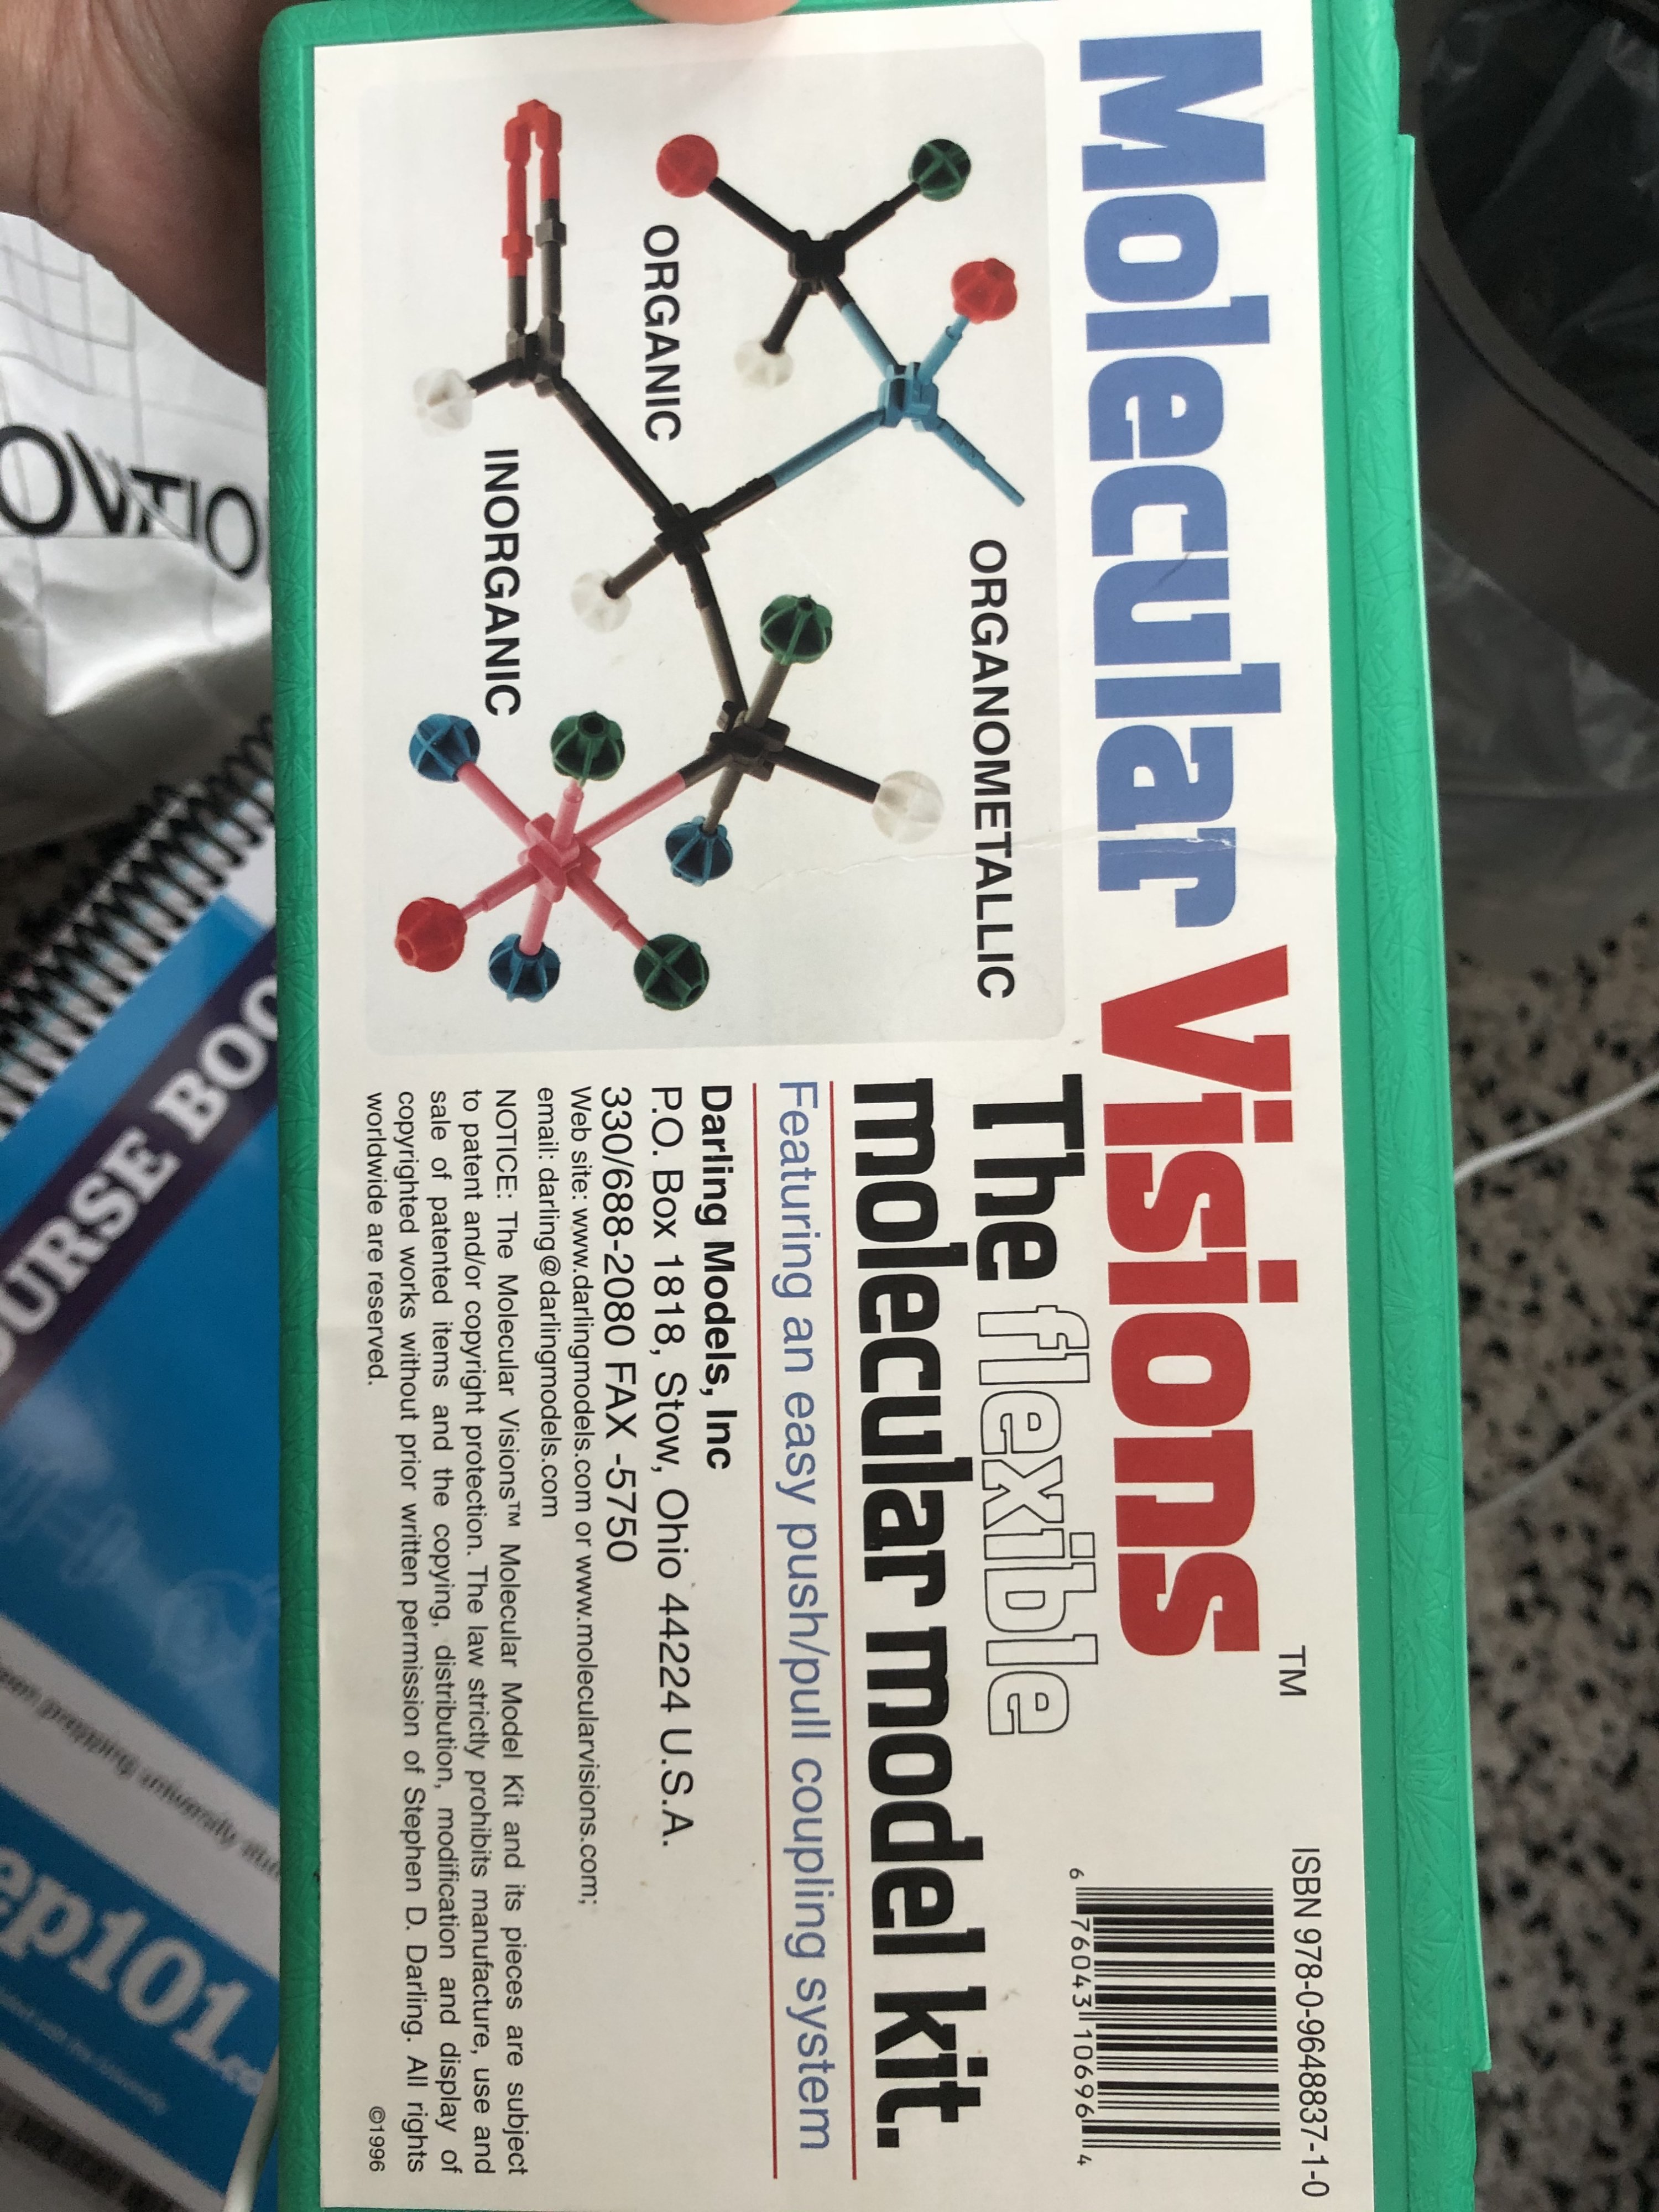 Molecular Visions™
ISBN 978-0-9648837-1-0
6 76043 10696 4
The flexible
molecular model kit.
Featuring an easy push/pull coupling system
Darling Models, Inc
P.O. Box 1818, Stow, Ohio 44224 U.S.A.
330/688-2080 FAX -5750
Web site: www.darlingmodels.com or www.molecularvisions.com;
email: darling@darlingmodels.com
NOTICE: The Molecular Visions™ Molecular Model Kit and its pieces are subject
to patent and/or copyright protection. The law strictly prohibits manufacture, use and
sale of patented items and the copying, distribution, modification and display of
copyrighted works without prior written permission of Stephen D. Darling. All rights
worldwide are reserved.
©1996
ORGANOMETALLIC
ORGANIC
INORGANIC
URSE BOO
ep101.co